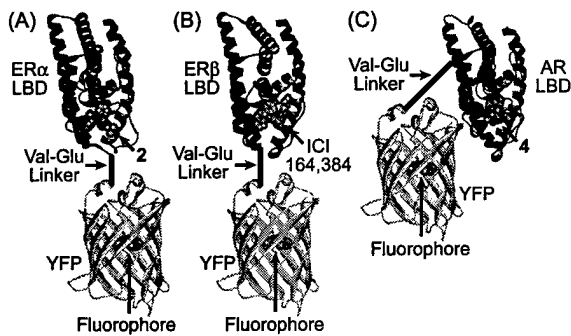 (A)
ERα
LBD
2
Val-Glu
Linker
YFP
Fluorophore
(B)
ERβ
LBD
ICI
164,384
Val-Glu
Linker
YFP
Fluorophore
(C)
Val-Glu
Linker
AR
LBD
4
YFP
Fluorophore